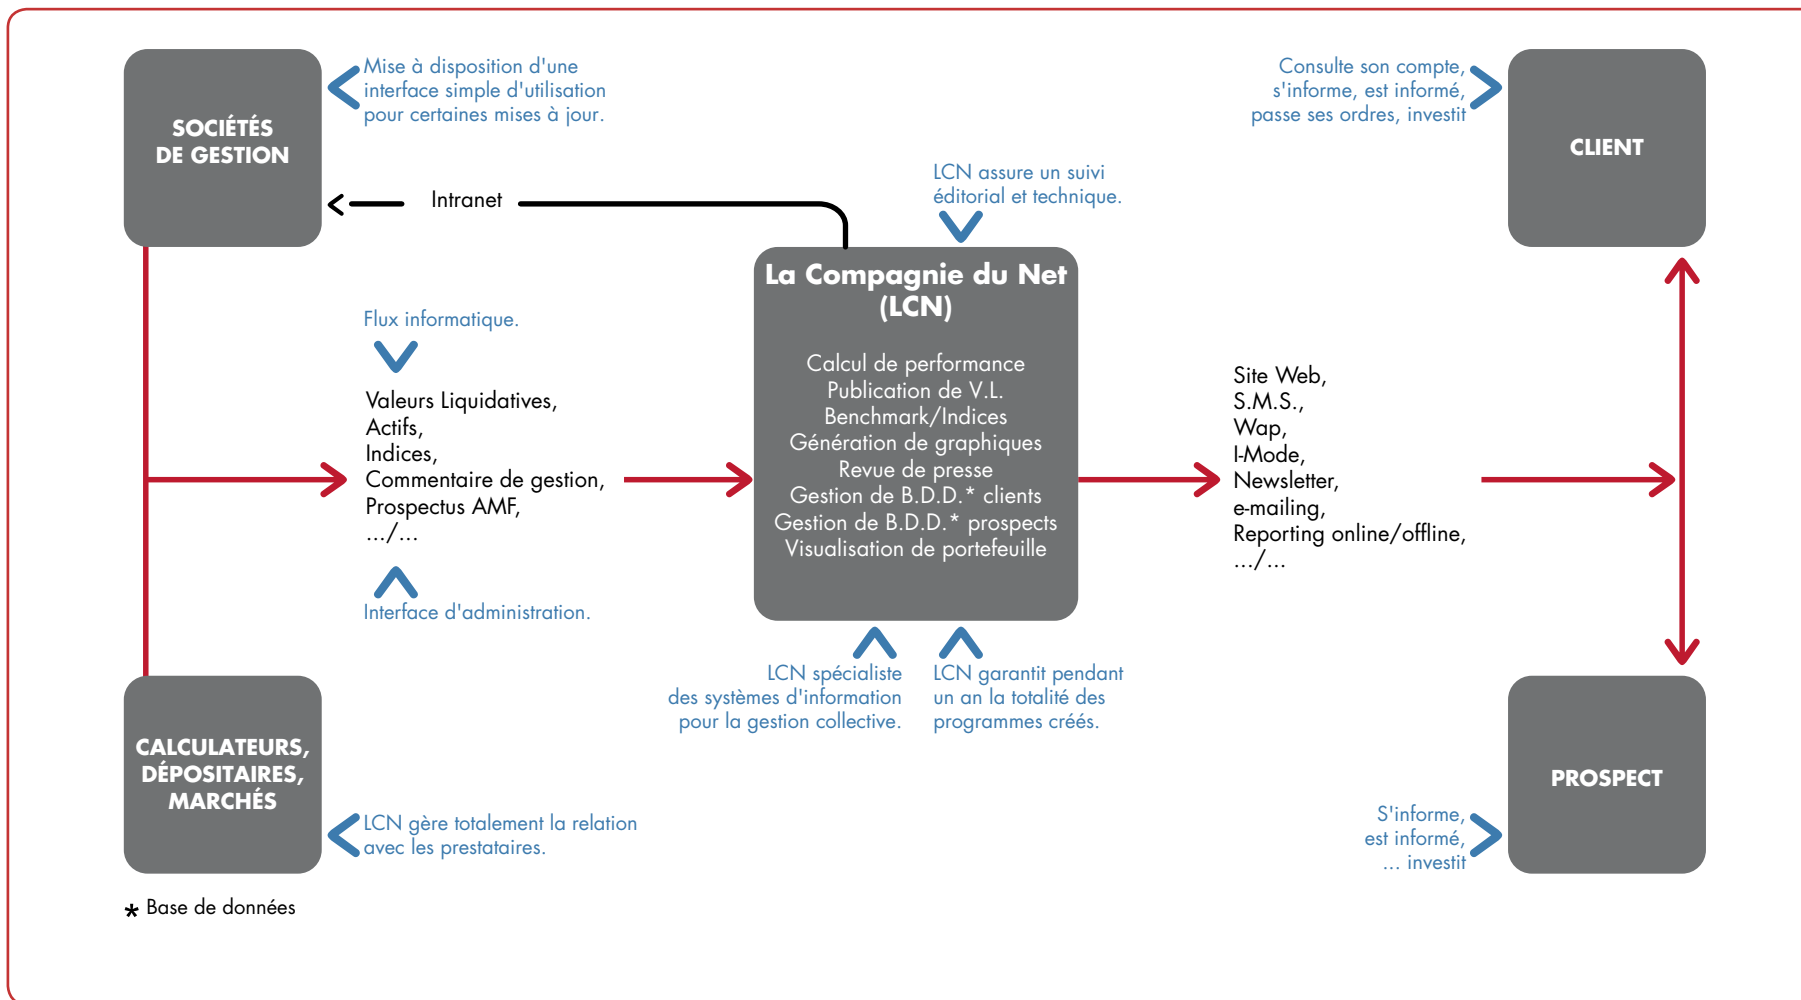 SOCIÉTÉS
DE GESTION
Mise à disposition d'une
interface simple d'utilisation
pour certaines mises à jour.
Consulte son compte,
s'informe, est informé,
passe ses ordres, investit
CLIENT
Intranet
LCN assure un suivi
éditorial et technique.
Flux informatique.
Valeurs Liquidatives,
Actifs,
Indices,
Commentaire de gestion,
Prospectus AMF,
.../...
Interface d'administration.
La Compagnie du Net
(LCN)
Calcul de performance
Publication de V.L.
Benchmark/Indices
Génération de graphiques
Revue de presse
Gestion de B.D.D.* clients
Gestion de B.D.D.* prospects
Visualisation de portefeuille
Site Web,
S.M.S.,
Wap,
I-Mode,
Newsletter,
e-mailing,
Reporting online/offline,
.../...
LCN spécialiste
des systèmes d'information
pour la gestion collective.
LCN garantit pendant
un an la totalité des
programmes créés.
CALCULATEURS,
DÉPOSITAIRES,
MARCHÉS
LCN gère totalement la relation
avec les prestataires.
S'informe,
est informé,
... investit
PROSPECT
* Base de données